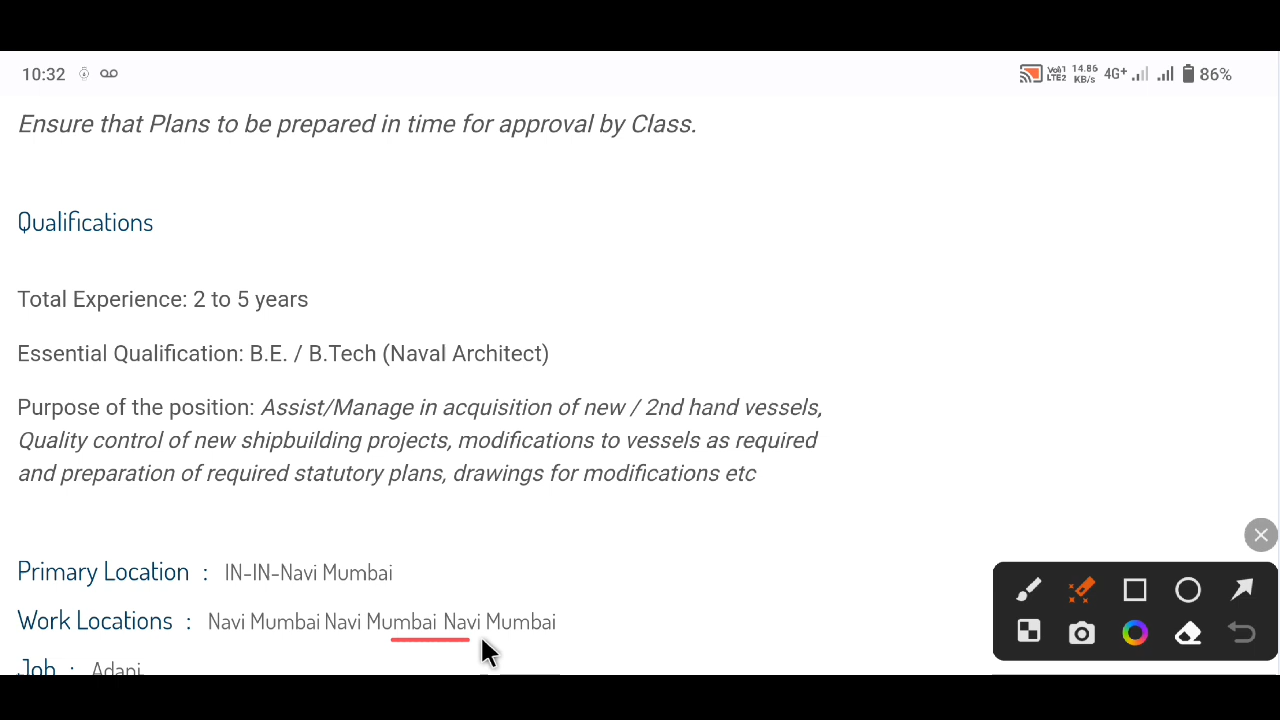 10:32
Vo)) 1 LTE2 14.86 KB/s 4G+ 86%
Ensure that Plans to be prepared in time for approval by Class.
Qualifications
Total Experience: 2 to 5 years
Essential Qualification: B.E. / B.Tech (Naval Architect)
Purpose of the position: Assist/Manage in acquisition of new / 2nd hand vessels,
Quality control of new shipbuilding projects, modifications to vessels as required
and preparation of required statutory plans, drawings for modifications etc
Primary Location : IN-IN-Navi Mumbai
Work Locations : Navi Mumbai Navi Mumbai Navi Mumbai
Job : Adani